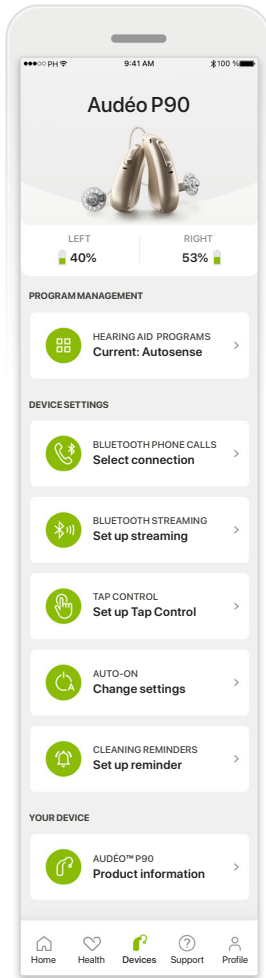 PH 9:41 AM 100 %
Audéo P90
LEFT RIGHT
40% 53%
PROGRAM MANAGEMENT
HEARING AID PROGRAMS
Current: Autosense
DEVICE SETTINGS
BLUETOOTH PHONE CALLS
Select connection
BLUETOOTH STREAMING
Set up streaming
TAP CONTROL
Set up Tap Control
A
AUTO-ON
Change settings
CLEANING REMINDERS
Set up reminder
YOUR DEVICE
AUDÉO™ P90
Product information
Home Health Devices Support Profile